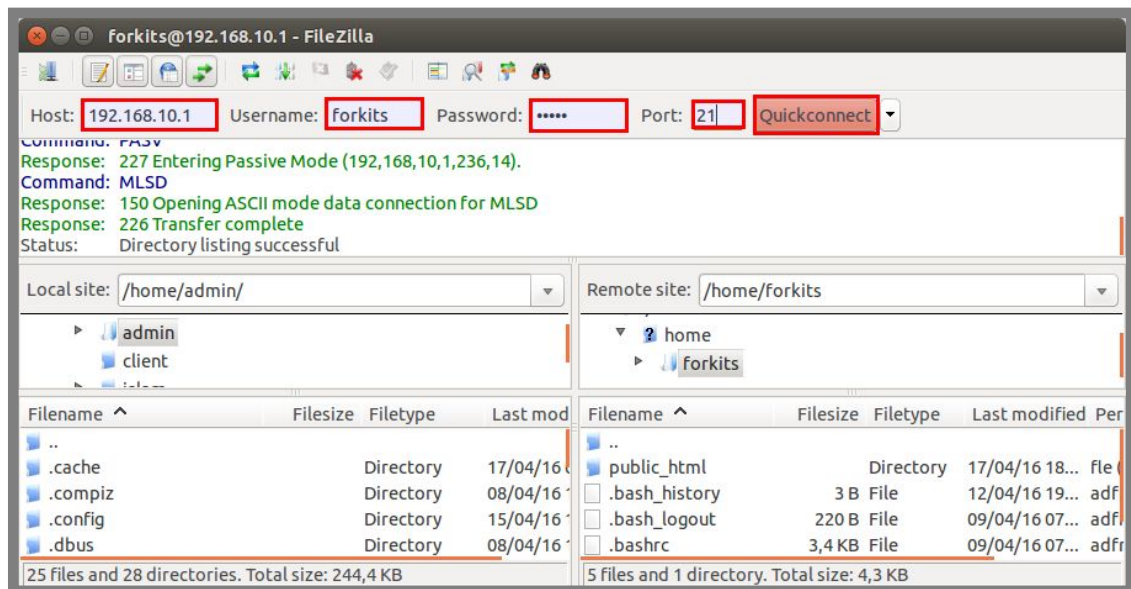 forkits@192.168.10.1 - FileZilla
Host: 192.168.10.1 Username: forkits Password: ••••• Port: 21 Quickconnect
Command: PASV
Response: 227 Entering Passive Mode (192,168,10,1,236,14).
Command: MLSD
Response: 150 Opening ASCII mode data connection for MLSD
Response: 226 Transfer complete
Status: Directory listing successful
Local site: /home/admin/
admin
client
Remote site: /home/forkits
? home
forkits
Filename Filesize Filetype Last mod
..
.cache Directory 17/04/16
.compiz Directory 08/04/16
.config Directory 15/04/16
.dbus Directory 08/04/16
25 files and 28 directories. Total size: 244,4 KB
Filename Filesize Filetype Last modified Per
..
public_html Directory 17/04/16 18... fle (
.bash_history 3 B File 12/04/16 19... adf
.bash_logout 220 B File 09/04/16 07... adf
.bashrc 3,4 KB File 09/04/16 07... adfr
5 files and 1 directory. Total size: 4,3 KB